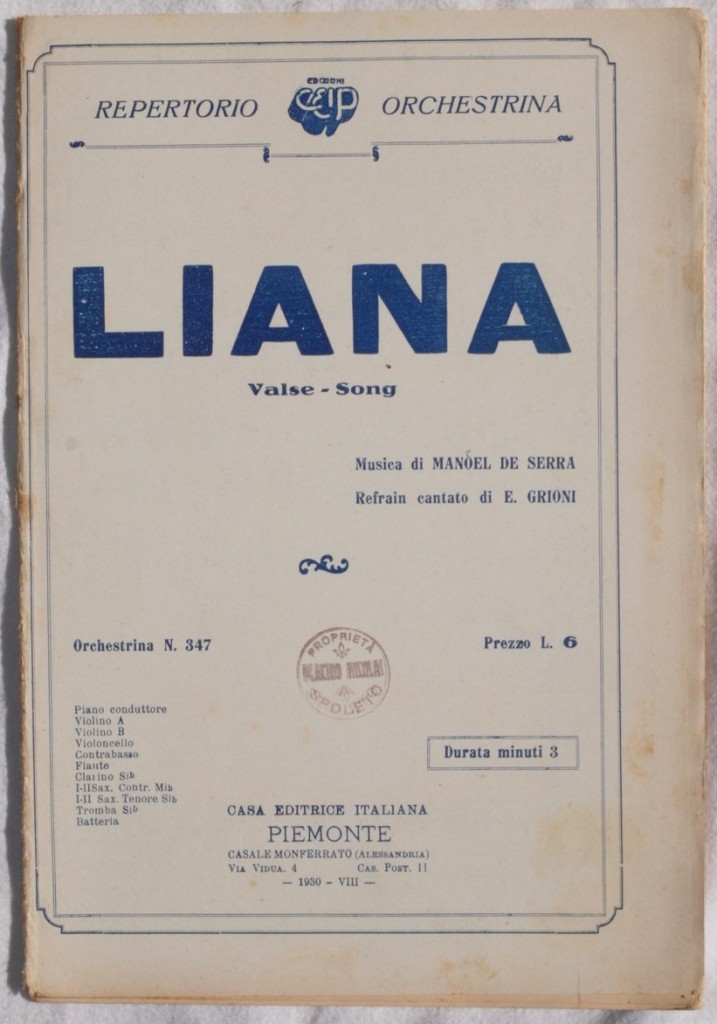 REPERTORIO EDIZIONI CEIP ORCHESTRINA
LIANA
Valse - Song
Musica di MANOEL DE SERRA
Refrain cantato di E. GRIONI
Orchestrina N. 347
PROPRIETÀ
NICOLAI
SPOLETO
Prezzo L. 6
Piano conduttore
Violino A
Violino B
Violoncello
Contrabasso
Flauto
Clarino Sib
I-II Sax. Contr. Mib
I-II Sax. Tenore Sib
Tromba Sib
Batteria
Durata minuti 3
CASA EDITRICE ITALIANA
PIEMONTE
CASALE MONFERRATO (ALESSANDRIA)
VIA VIDUA. 4 CAS. POST. 11
— 1930 - VIII —